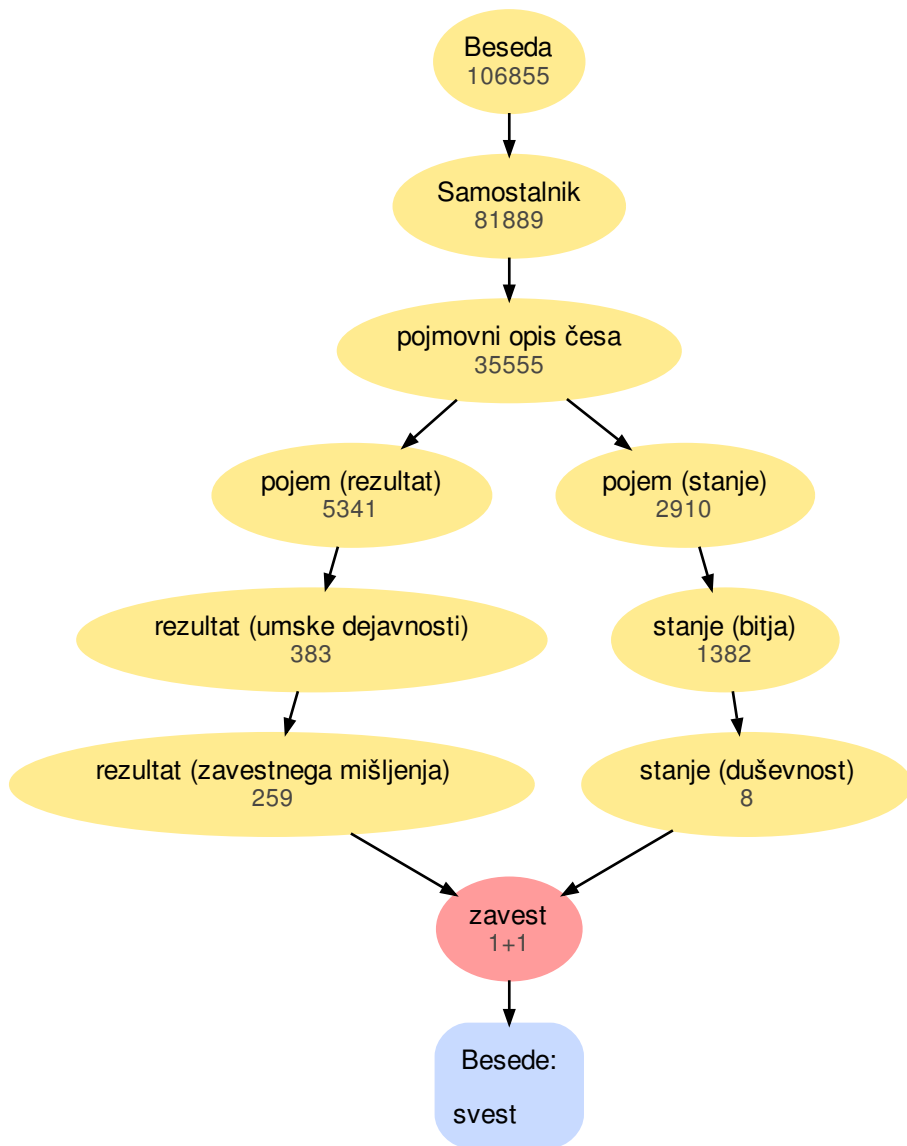 Beseda
106855
Samostalnik
81889
pojmovni opis česa
35555
pojem (rezultat)
5341
pojem (stanje)
2910
rezultat (umske dejavnosti)
383
stanje (bitja)
1382
rezultat (zavestnega mišljenja)
259
stanje (duševnost)
8
zavest
1+1
Besede:
svest